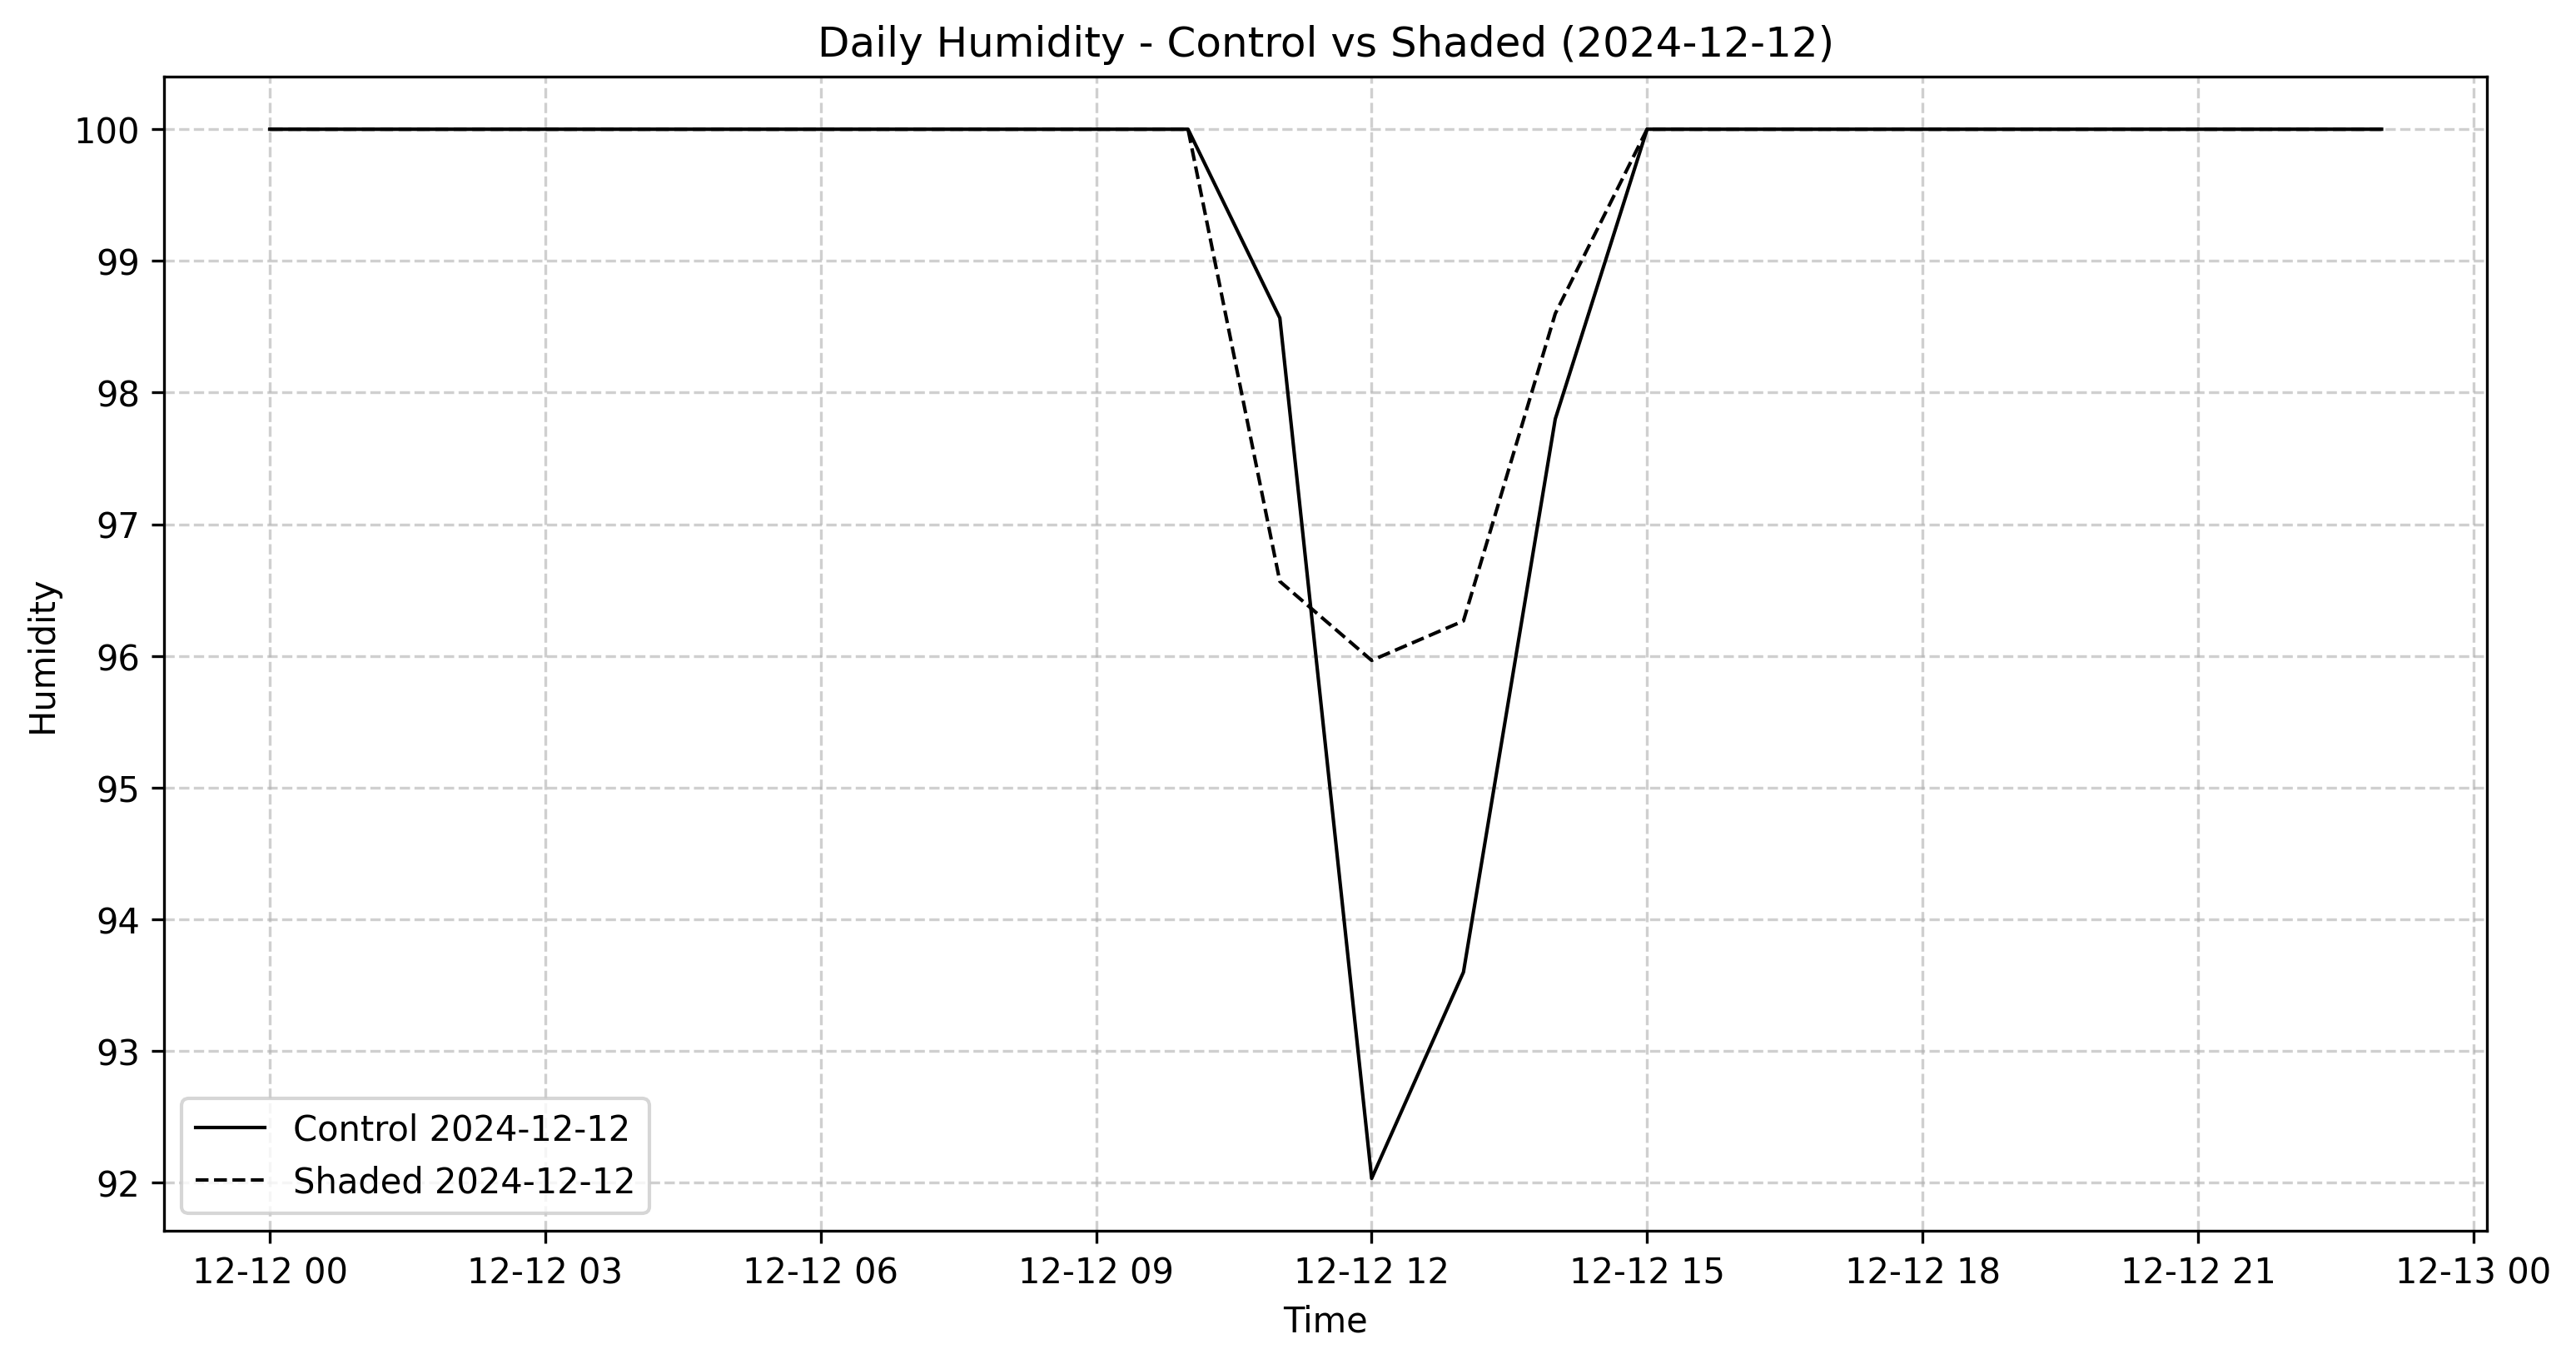 Daily Humidity - Control vs Shaded (2024-12-12)
Humidity
100
99
98
97
96
95
94
93
92
Control 2024-12-12
Shaded 2024-12-12
12-12 00 12-12 03 12-12 06 12-12 09 12-12 12 12-12 15 12-12 18 12-12 21 12-13 00
Time